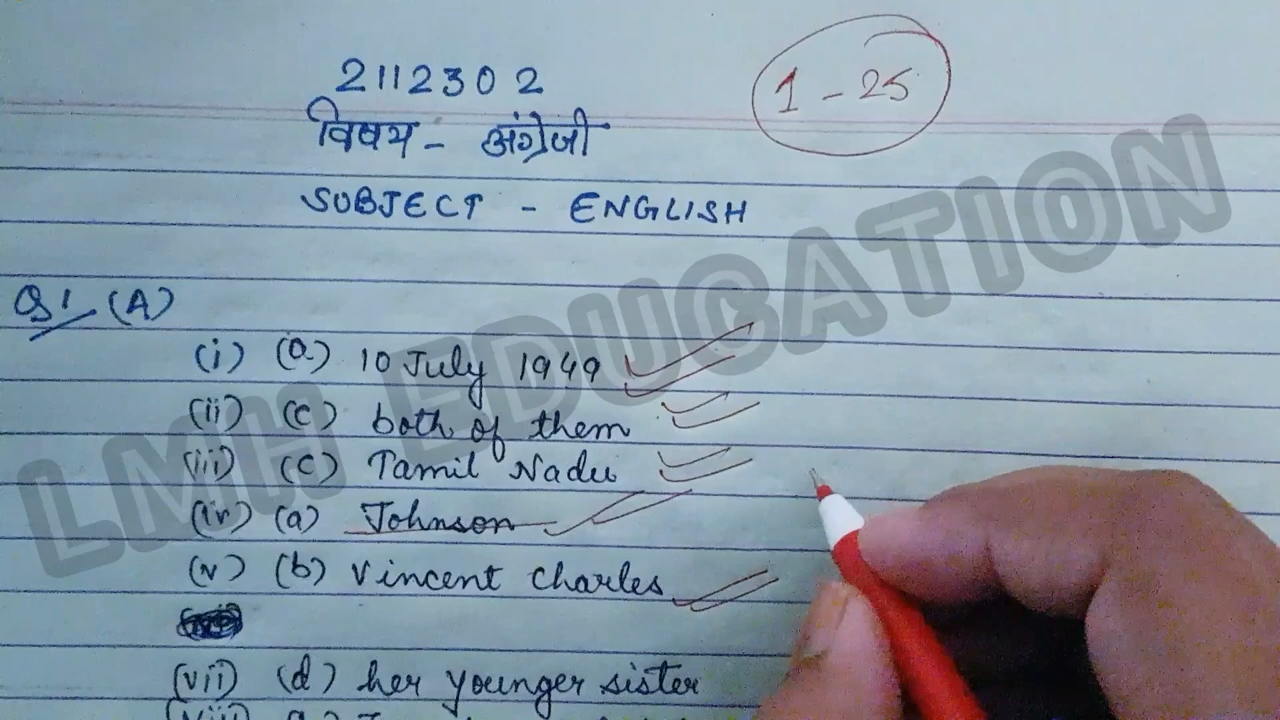 2112302
1 - 25
विषय - अंग्रेजी
SUBJECT - ENGLISH
Q1 (A)
(i) (a) 10 July 1949
(ii) (c) both of them
(iii) (c) Tamil Nadu
(iv) (a) Johnson
(v) (b) Vincent Charles
(vii) (d) her younger sister
LMH EDUCATION